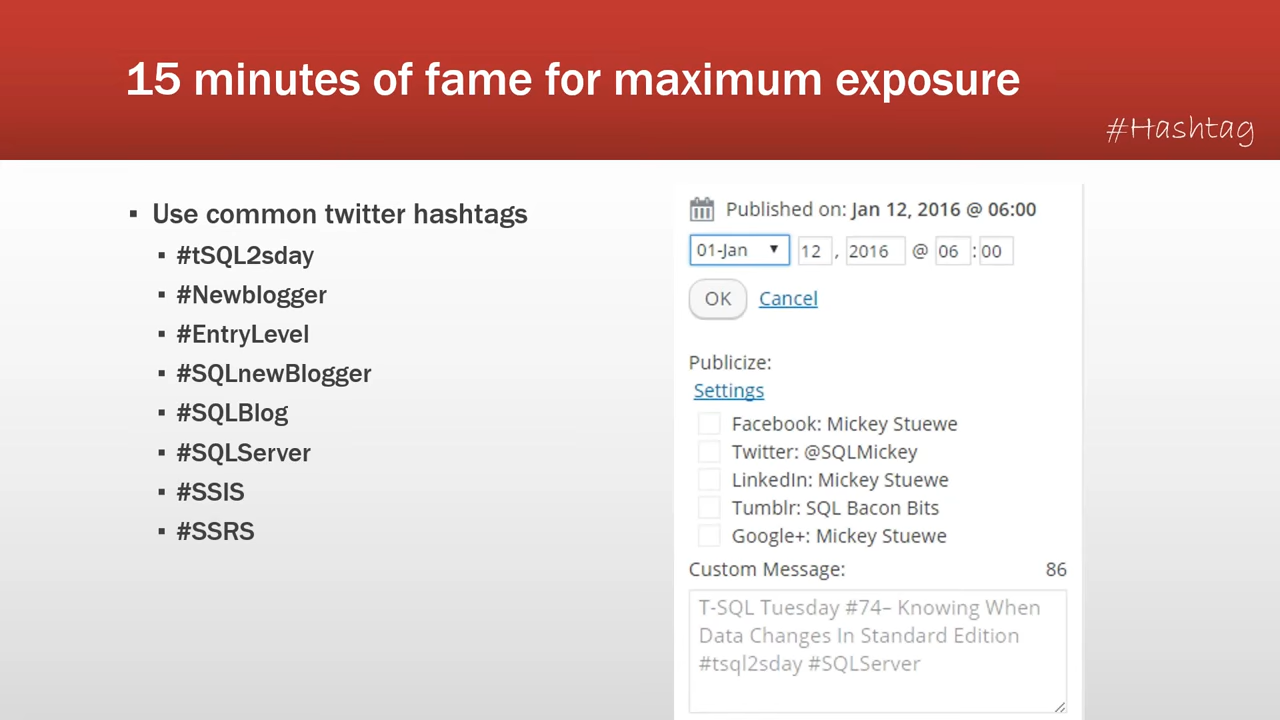 15 minutes of fame for maximum exposure
#Hashtag
▪ Use common twitter hashtags
▪ #tSQL2sday
▪ #Newblogger
▪ #EntryLevel
▪ #SQLnewBlogger
▪ #SQLBlog
▪ #SQLServer
▪ #SSIS
▪ #SSRS
Published on: Jan 12, 2016 @ 06:00
01-Jan ▼ 12 , 2016 @ 06 : 00
OK Cancel
Publicize:
Settings
Facebook: Mickey Stuewe
Twitter: @SQLMickey
LinkedIn: Mickey Stuewe
Tumblr: SQL Bacon Bits
Google+: Mickey Stuewe
Custom Message: 86
T-SQL Tuesday #74– Knowing When
Data Changes In Standard Edition
#tsql2sday #SQLServer